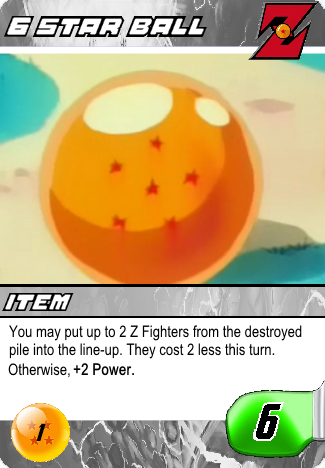 6 STAR BALL
Z
ITEM
You may put up to 2 Z Fighters from the destroyed
pile into the line-up. They cost 2 less this turn.
Otherwise, +2 Power.
1
6